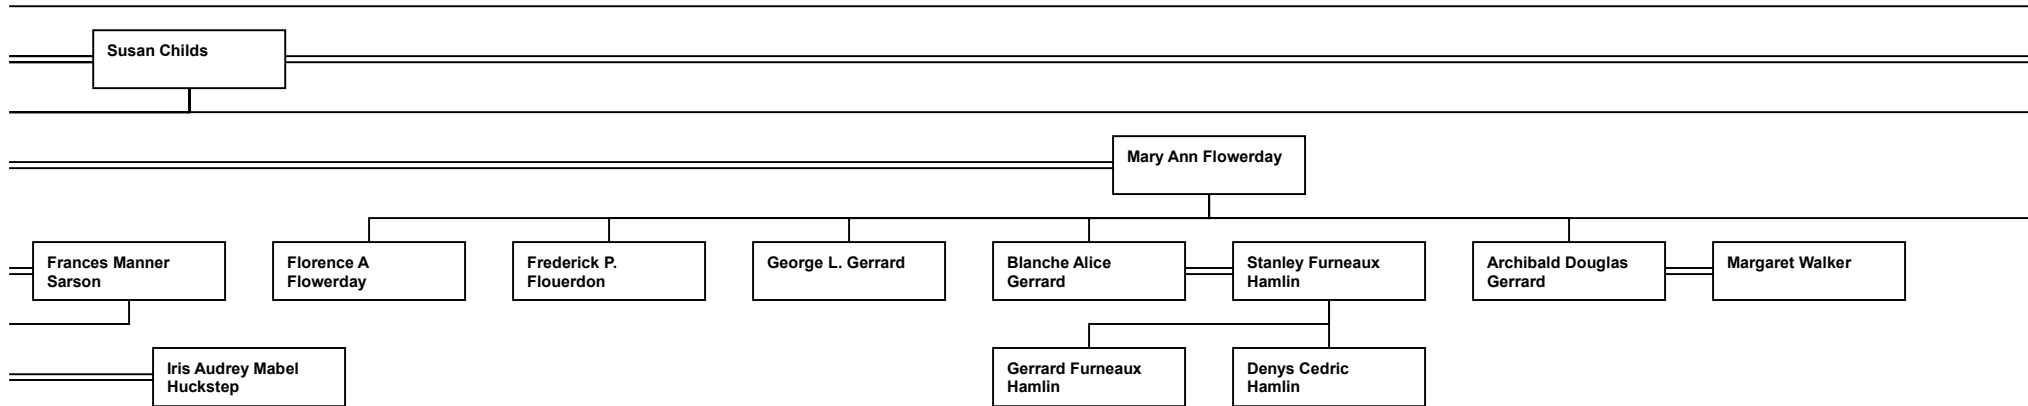 Susan Childs
Mary Ann Flowerday
Frances Manner
Sarson
Florence A
Flowerday
Frederick P.
Flouerdon
George L. Gerrard
Blanche Alice
Gerrard
Stanley Furneaux
Hamlin
Archibald Douglas
Gerrard
Margaret Walker
Iris Audrey Mabel
Huckstep
Gerrard Furneaux
Hamlin
Denys Cedric
Hamlin